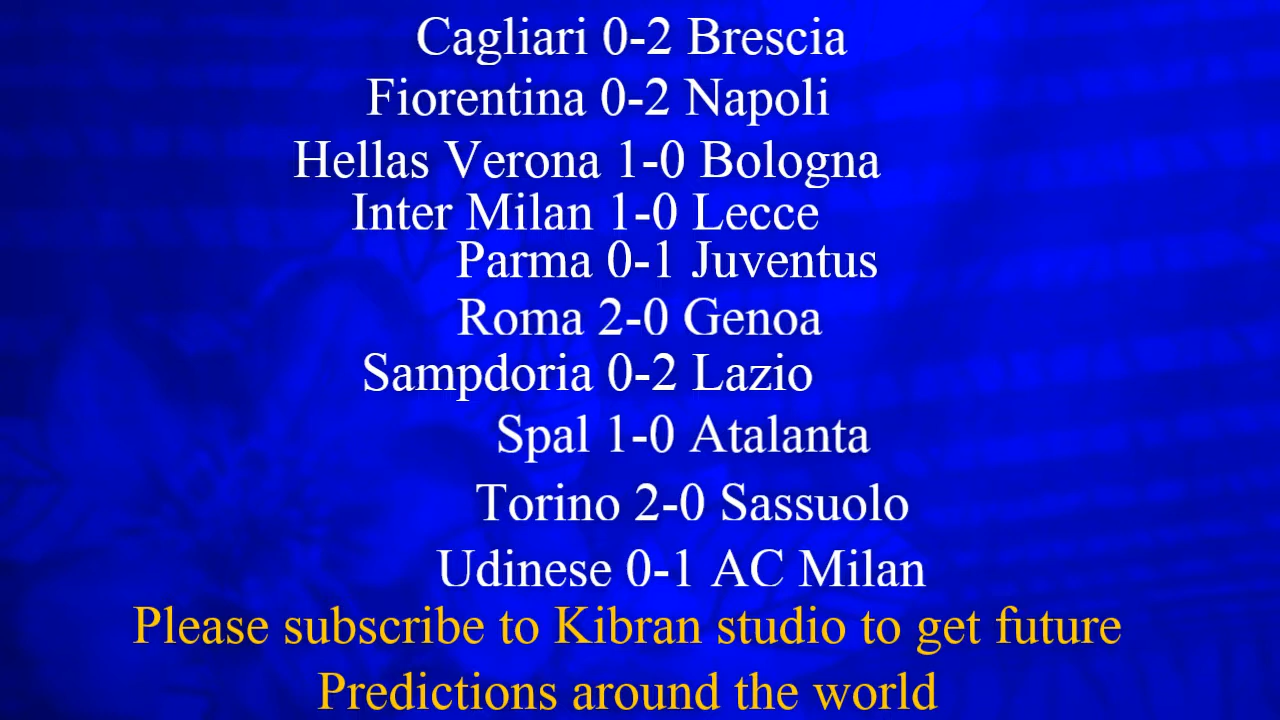 Cagliari 0-2 Brescia
Fiorentina 0-2 Napoli
Hellas Verona 1-0 Bologna
Inter Milan 1-0 Lecce
Parma 0-1 Juventus
Roma 2-0 Genoa
Sampdoria 0-2 Lazio
Spal 1-0 Atalanta
Torino 2-0 Sassuolo
Udinese 0-1 AC Milan
Please subscribe to Kibran studio to get future
Predictions around the world